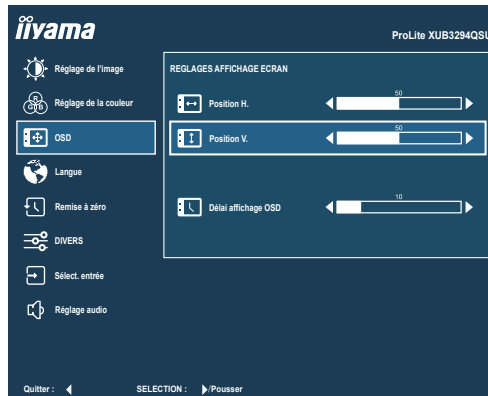 iiyama
ProLite XUB3294QSU
Réglage de l'image
Réglage de la couleur
R
G B
OSD
Langue
Remise à zéro
DIVERS
Sélect. entrée
Réglage audio
REGLAGES AFFICHAGE ECRAN
Position H.
50
Position V.
50
Délai affichage OSD
10
Quitter :
SELECTION : /Pousser